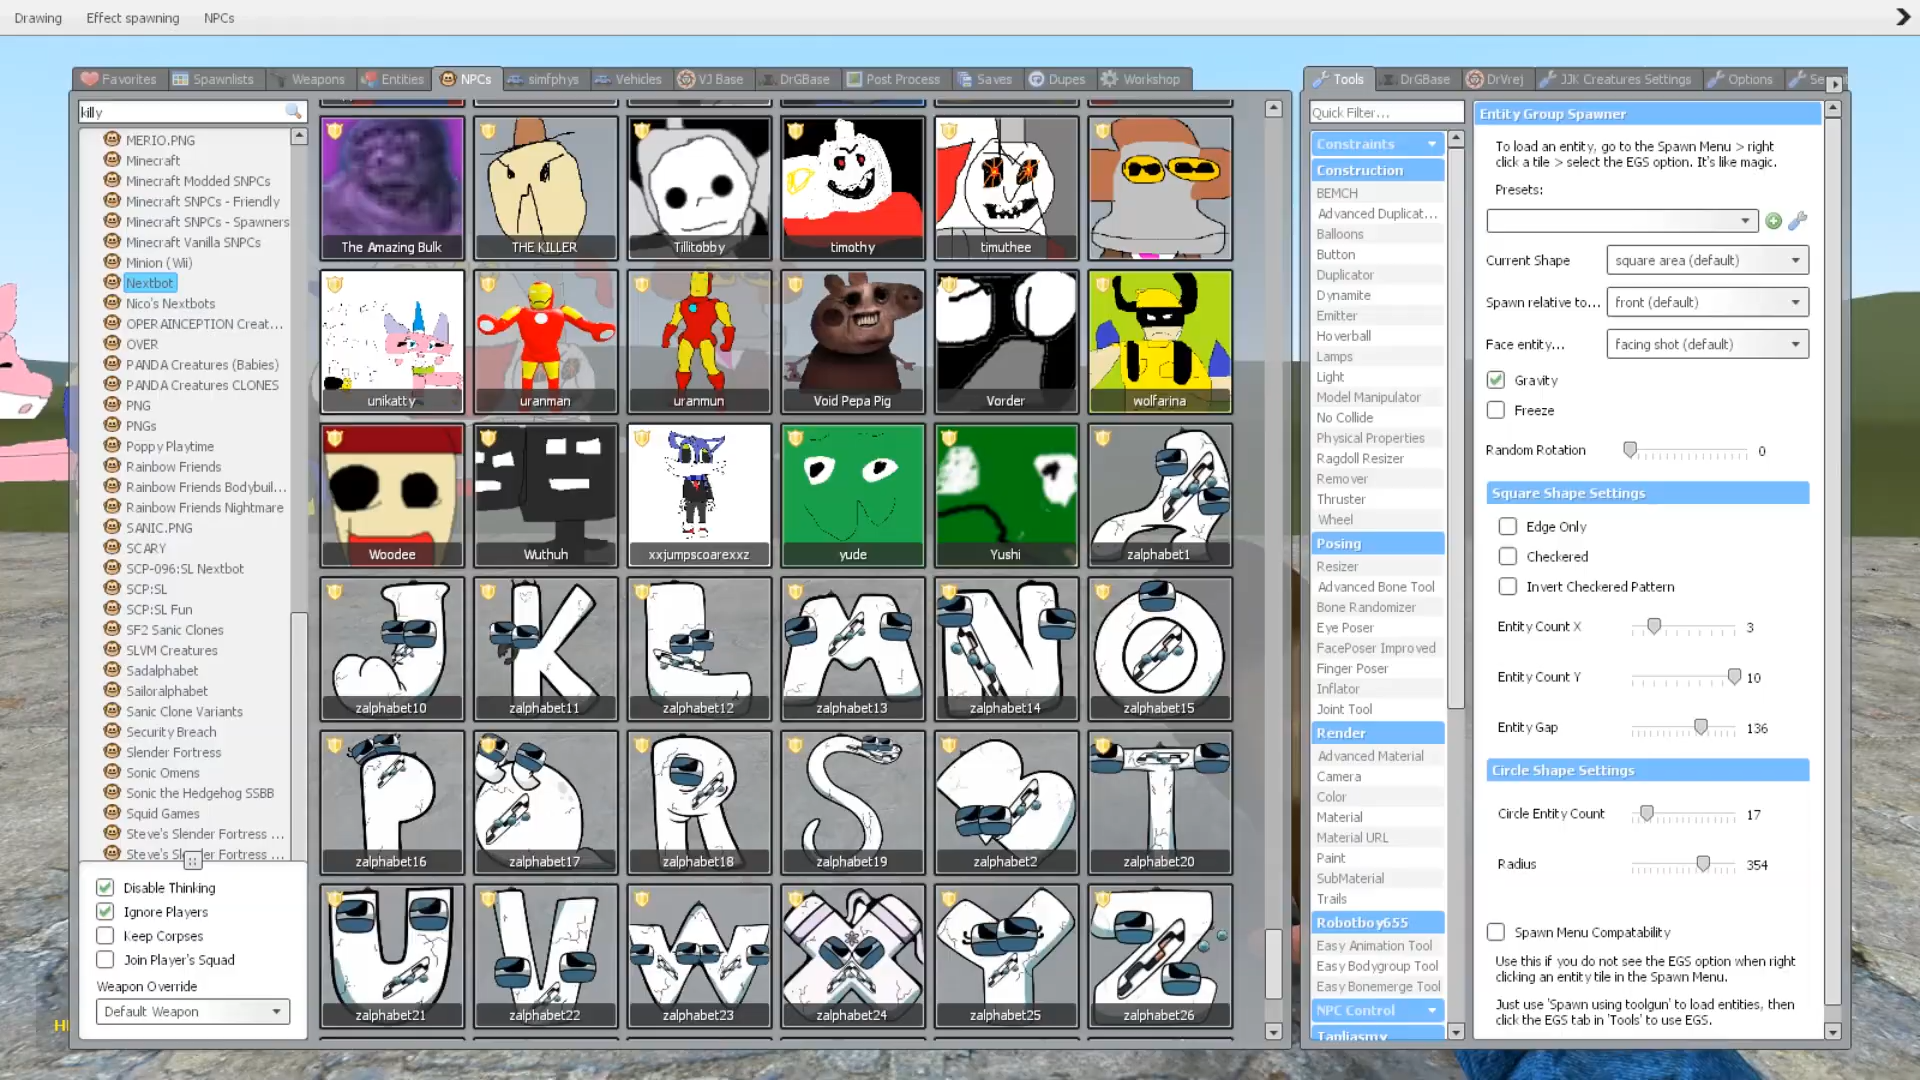 Drawing Effect spawning NPCs
Favorites Spawnlists Weapons Entities NPCs simfphys Vehicles VJ Base DrGBase Post Process Saves Dupes Workshop
killy
MERIO.PNG
Minecraft
Minecraft Modded SNPCs
Minecraft SNPCs - Friendly
Minecraft SNPCs - Spawners
Minecraft Vanilla SNPCs
Minion (Wii)
Nextbot
Nico's Nextbots
OPER AINCEPTION Creat...
OVER
PANDA Creatures (Babies)
PANDA Creatures CLONES
PNG
PNGs
Poppy Playtime
Rainbow Friends
Rainbow Friends Bodybuil...
Rainbow Friends Nightmare
SANIC.PNG
SCARY
SCP-096:SL Nextbot
SCP:SL
SCP:SL Fun
SF2 Sanic Clones
SLVM Creatures
Sadalphabet
Sailoralphabet
Sanic Clone Variants
Security Breach
Slender Fortress
Sonic Omens
Sonic the Hedgehog SSBB
Squid Games
Steve's Slender Fortress ...
Steve's Slender Fortress ...
Disable Thinking
Ignore Players
Keep Corpses
Join Player's Squad
Weapon Override
Default Weapon
The Amazing Bulk THE KILLER Tillitobby timothy timuthee
unikatty uranman uranmun Void Pepa Pig Vorder wolfarina
Woodee Wuthuh xxjumpscoarexxz yude Yushi zalphabet1
zalphabet10 zalphabet11 zalphabet12 zalphabet13 zalphabet14 zalphabet15
zalphabet16 zalphabet17 zalphabet18 zalphabet19 zalphabet2 zalphabet20
zalphabet21 zalphabet22 zalphabet23 zalphabet24 zalphabet25 zalphabet26
Tools DrGBase DrVrej JJK Creatures Settings Options Se
Quick Filter...
Constraints
Construction
BEMCH
Advanced Duplicat...
Balloons
Button
Duplicator
Dynamite
Emitter
Hoverball
Lamps
Light
Model Manipulator
No Collide
Physical Properties
Ragdoll Resizer
Remover
Thruster
Wheel
Posing
Resizer
Advanced Bone Tool
Bone Randomizer
Eye Poser
FacePoser Improved
Finger Poser
Inflator
Joint Tool
Render
Advanced Material
Camera
Color
Material
Material URL
Paint
SubMaterial
Trails
Robotboy655
Easy Animation Tool
Easy Bodygroup Tool
Easy Bonemerge Tool
NPC Control
Tapliasmy
Entity Group Spawner
To load an entity, go to the Spawn Menu > right
click a tile > select the EGS option. It's like magic.
Presets:
Current Shape square area (default)
Spawn relative to... front (default)
Face entity... facing shot (default)
Gravity
Freeze
Random Rotation 0
Square Shape Settings
Edge Only
Checkered
Invert Checkered Pattern
Entity Count X 3
Entity Count Y 10
Entity Gap 136
Circle Shape Settings
Circle Entity Count 17
Radius 354
Spawn Menu Compatability
Use this if you do not see the EGS option when right
clicking an entity tile in the Spawn Menu.
Just use 'Spawn using toolgun' to load entities, then
click the EGS tab in 'Tools' to use EGS.